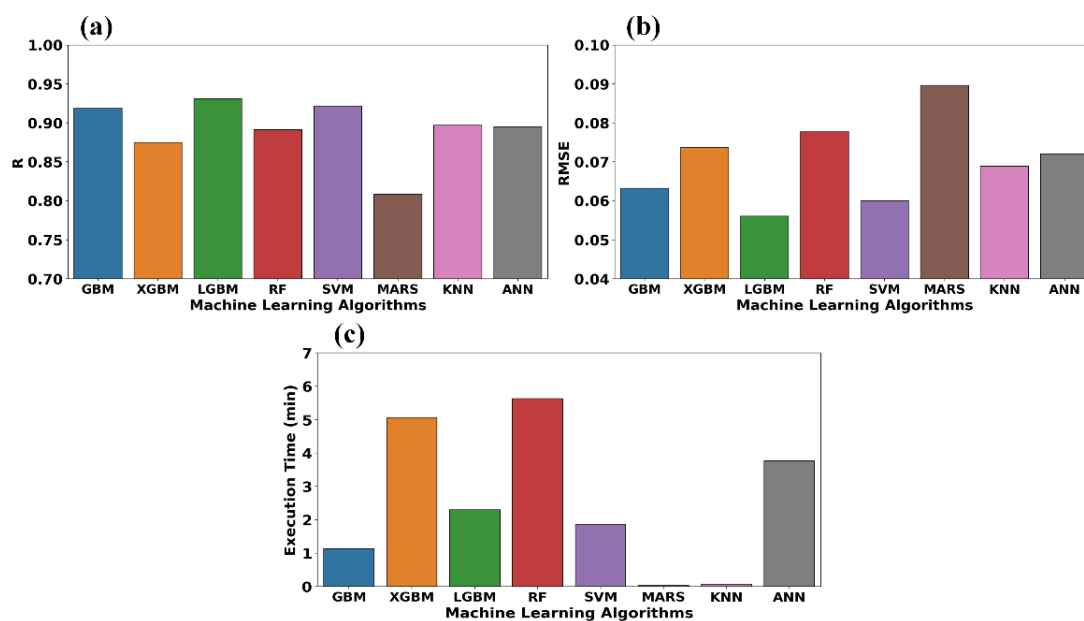 (a)
1.00
0.95
0.90
0.85
0.80
0.75
0.70
R
GBM XGBM LGBM RF SVM MARS KNN ANN
Machine Learning Algorithms
(b)
0.10
0.09
0.08
0.07
0.06
0.05
0.04
RMSE
GBM XGBM LGBM RF SVM MARS KNN ANN
Machine Learning Algorithms
(c)
7
6
5
4
3
2
1
0
Execution Time (min)
GBM XGBM LGBM RF SVM MARS KNN ANN
Machine Learning Algorithms